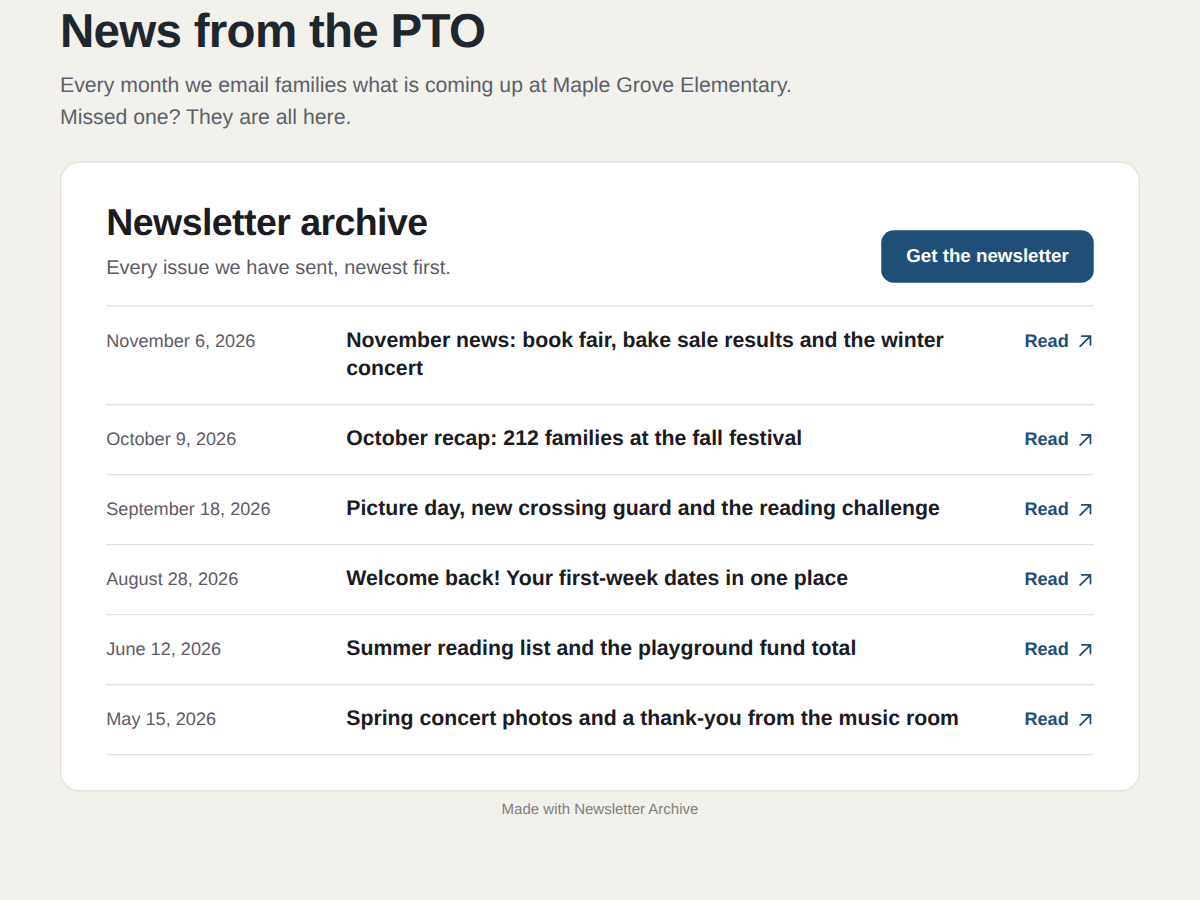 News from the PTO
Every month we email families what is coming up at Maple Grove Elementary.
Missed one? They are all here.
Newsletter archive
Every issue we have sent, newest first.
Get the newsletter
November 6, 2026
November news: book fair, bake sale results and the winter
concert
Read
October 9, 2026
October recap: 212 families at the fall festival
Read
September 18, 2026
Picture day, new crossing guard and the reading challenge
Read
August 28, 2026
Welcome back! Your first-week dates in one place
Read
June 12, 2026
Summer reading list and the playground fund total
Read
May 15, 2026
Spring concert photos and a thank-you from the music room
Read
Made with Newsletter Archive